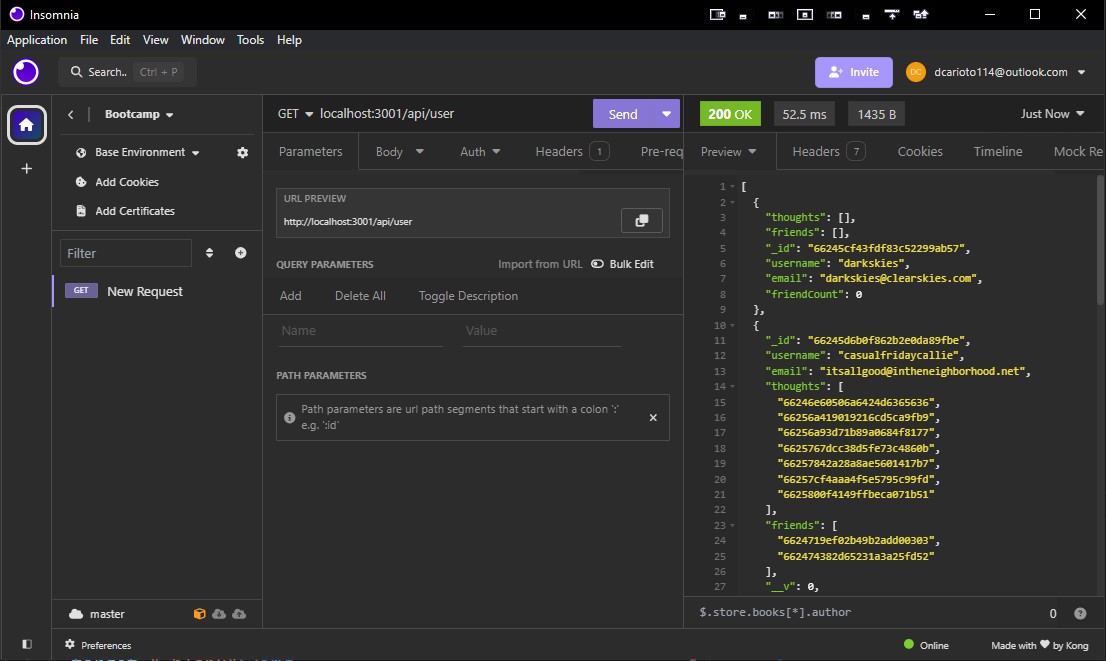 Insomnia
Application File Edit View Window Tools Help
Search.. Ctrl + P
Invite
DC dcarioto114@outlook.com
Bootcamp
Base Environment
Add Cookies
Add Certificates
Filter
GET New Request
master
GET localhost:3001/api/user
Send
Parameters Body Auth Headers 1 Pre-req
URL PREVIEW
http://localhost:3001/api/user
QUERY PARAMETERS Import from URL Bulk Edit
Add Delete All Toggle Description
Name Value
PATH PARAMETERS
Path parameters are url path segments that start with a colon ':'
e.g. ':id'
200 OK 52.5 ms 1435 B Just Now
Preview Headers 7 Cookies Timeline Mock Re
1 [
2 {
3 "thoughts": [],
4 "friends": [],
5 "_id": "66245cf43fdf83c52299ab57",
6 "username": "darkskies",
7 "email": "darkskies@clearskies.com",
8 "friendCount": 0
9 },
10 {
11 "_id": "66245d6b0f862b2e0da89fbe",
12 "username": "casualfridaycallie",
13 "email": "itsallgood@intheneighborhood.net",
14 "thoughts": [
15 "66246e60506a6424d6365636",
16 "66256a419019216cd5ca9fb9",
17 "66256a93d71b89a0684f8177",
18 "6625767dcc38d5fe73c4860b",
19 "66257842a28a8ae5601417b7",
20 "66257cf4aaa4f5e5795c99fd",
21 "6625800f4149ffbeca071b51"
22 ],
23 "friends": [
24 "6624719ef02b49b2add00303",
25 "662474382d65231a3a25fd52"
26 ],
27 "__v": 0,
$.store.books[*].author 0
Preferences
Online
Made with ♥ by Kong